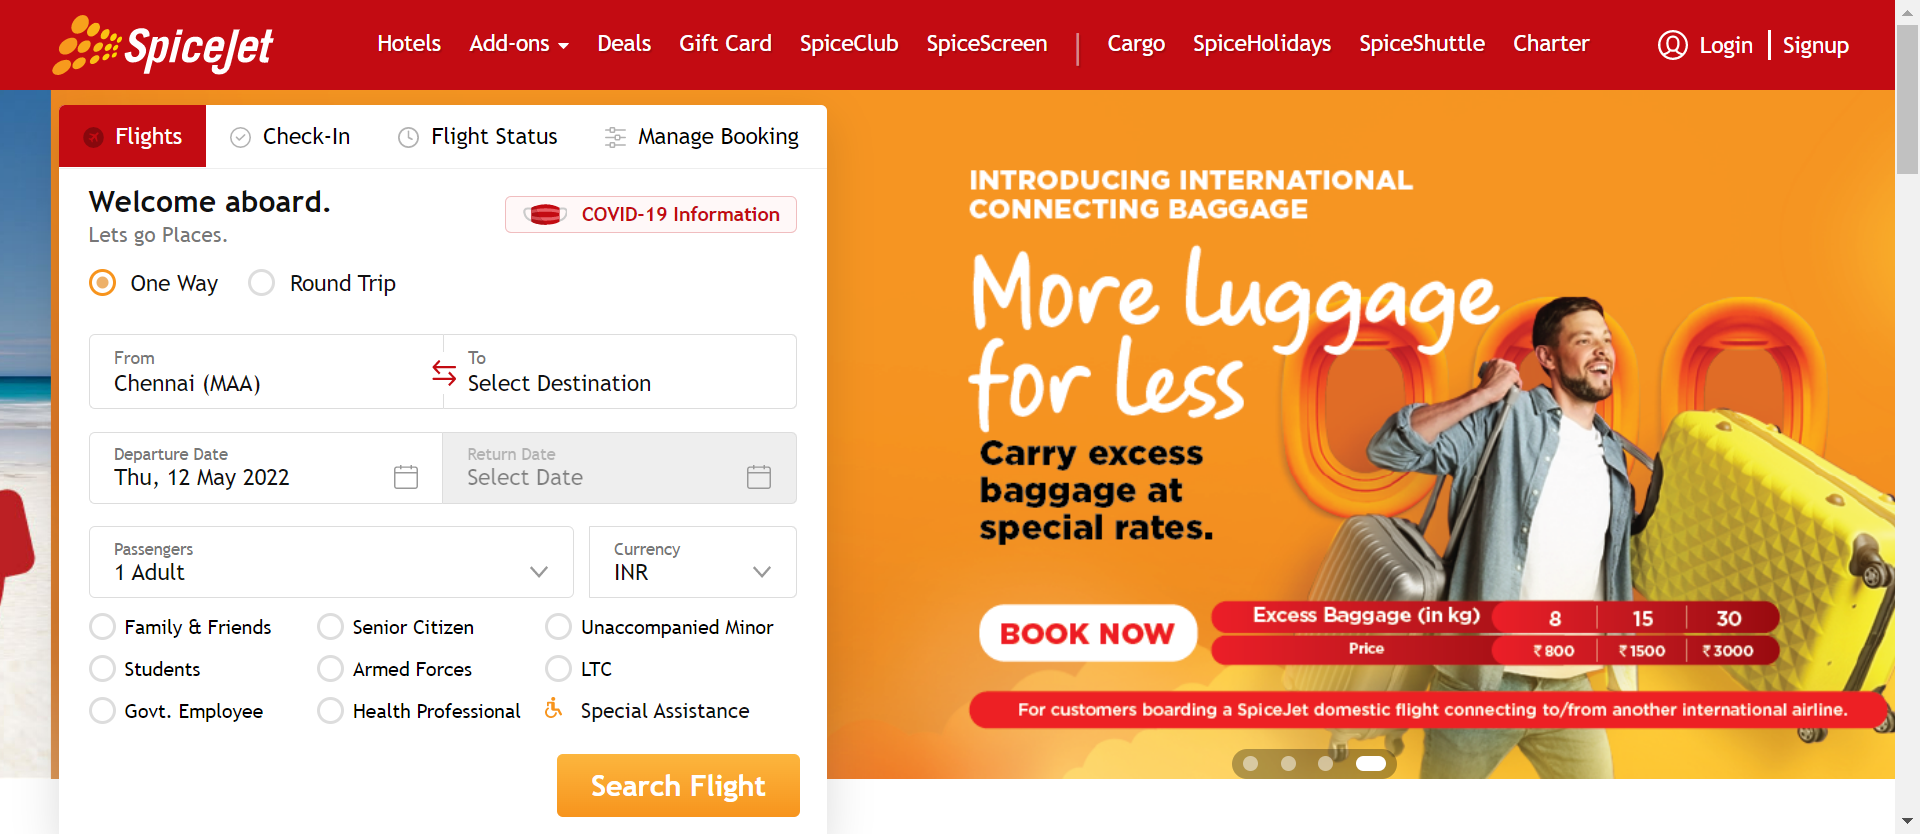 SpiceJet
Hotels Add-ons Deals Gift Card SpiceClub SpiceScreen | Cargo SpiceHolidays SpiceShuttle Charter Login | Signup
Flights Check-In Flight Status Manage Booking
Welcome aboard.
Lets go Places.
COVID-19 Information
One Way Round Trip
From
Chennai (MAA)
To
Select Destination
Departure Date
Thu, 12 May 2022
Return Date
Select Date
Passengers
1 Adult
Currency
INR
Family & Friends Senior Citizen Unaccompanied Minor
Students Armed Forces LTC
Govt. Employee Health Professional Special Assistance
Search Flight
INTRODUCING INTERNATIONAL
CONNECTING BAGGAGE
More luggage
for less
Carry excess
baggage at
special rates.
BOOK NOW
Excess Baggage (in kg) 8 15 30
Price ₹800 ₹1500 ₹3000
For customers boarding a SpiceJet domestic flight connecting to/from another international airline.